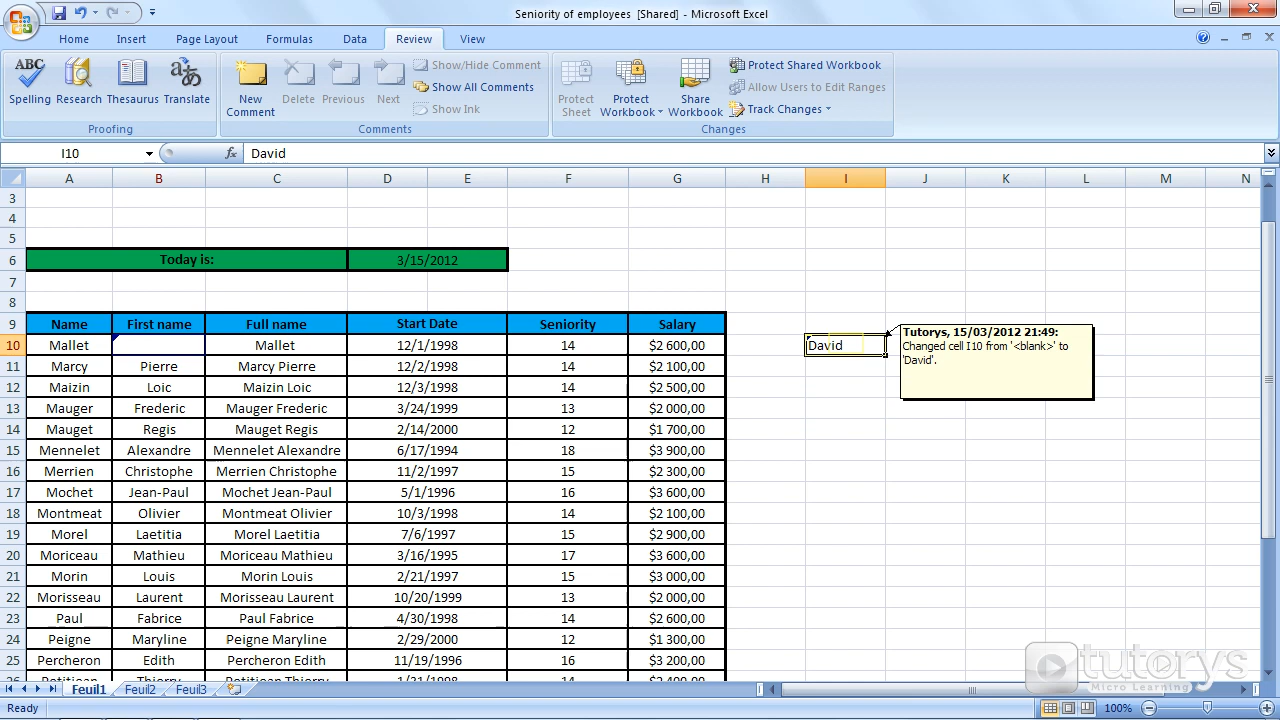 Seniority of employees [Shared] - Microsoft Excel
Home Insert Page Layout Formulas Data Review View
ABC
Spelling Research Thesaurus Translate
Proofing
New Comment Delete Previous Next
Show/Hide Comment
Show All Comments
Show Ink
Comments
Protect Sheet Protect Workbook Share Workbook
Protect Shared Workbook
Allow Users to Edit Ranges
Track Changes
Changes
I10 fx David
A B C D E F G H I J K L M N
3
4
5
6 Today is: 3/15/2012
7
8
9 Name First name Full name Start Date Seniority Salary
10 Mallet Mallet 12/1/1998 14 $2 600,00 David
Tutorys, 15/03/2012 21:49:
Changed cell I10 from '<blank>' to
'David'.
11 Marcy Pierre Marcy Pierre 12/2/1998 14 $2 100,00
12 Maizin Loic Maizin Loic 12/3/1998 14 $2 500,00
13 Mauger Frederic Mauger Frederic 3/24/1999 13 $2 000,00
14 Mauget Regis Mauget Regis 2/14/2000 12 $1 700,00
15 Mennelet Alexandre Mennelet Alexandre 6/17/1994 18 $3 900,00
16 Merrien Christophe Merrien Christophe 11/2/1997 15 $2 300,00
17 Mochet Jean-Paul Mochet Jean-Paul 5/1/1996 16 $3 600,00
18 Montmeat Olivier Montmeat Olivier 10/3/1998 14 $2 100,00
19 Morel Laetitia Morel Laetitia 7/6/1997 15 $2 900,00
20 Moriceau Mathieu Moriceau Mathieu 3/16/1995 17 $3 600,00
21 Morin Louis Morin Louis 2/21/1997 15 $3 000,00
22 Morisseau Laurent Morisseau Laurent 10/20/1999 13 $2 000,00
23 Paul Fabrice Paul Fabrice 4/30/1998 14 $2 600,00
24 Peigne Maryline Peigne Maryline 2/29/2000 12 $1 300,00
25 Percheron Edith Percheron Edith 11/19/1996 16 $3 200,00
tutorys
Micro Learning
Feuil1 Feuil2 Feuil3
Ready 100%